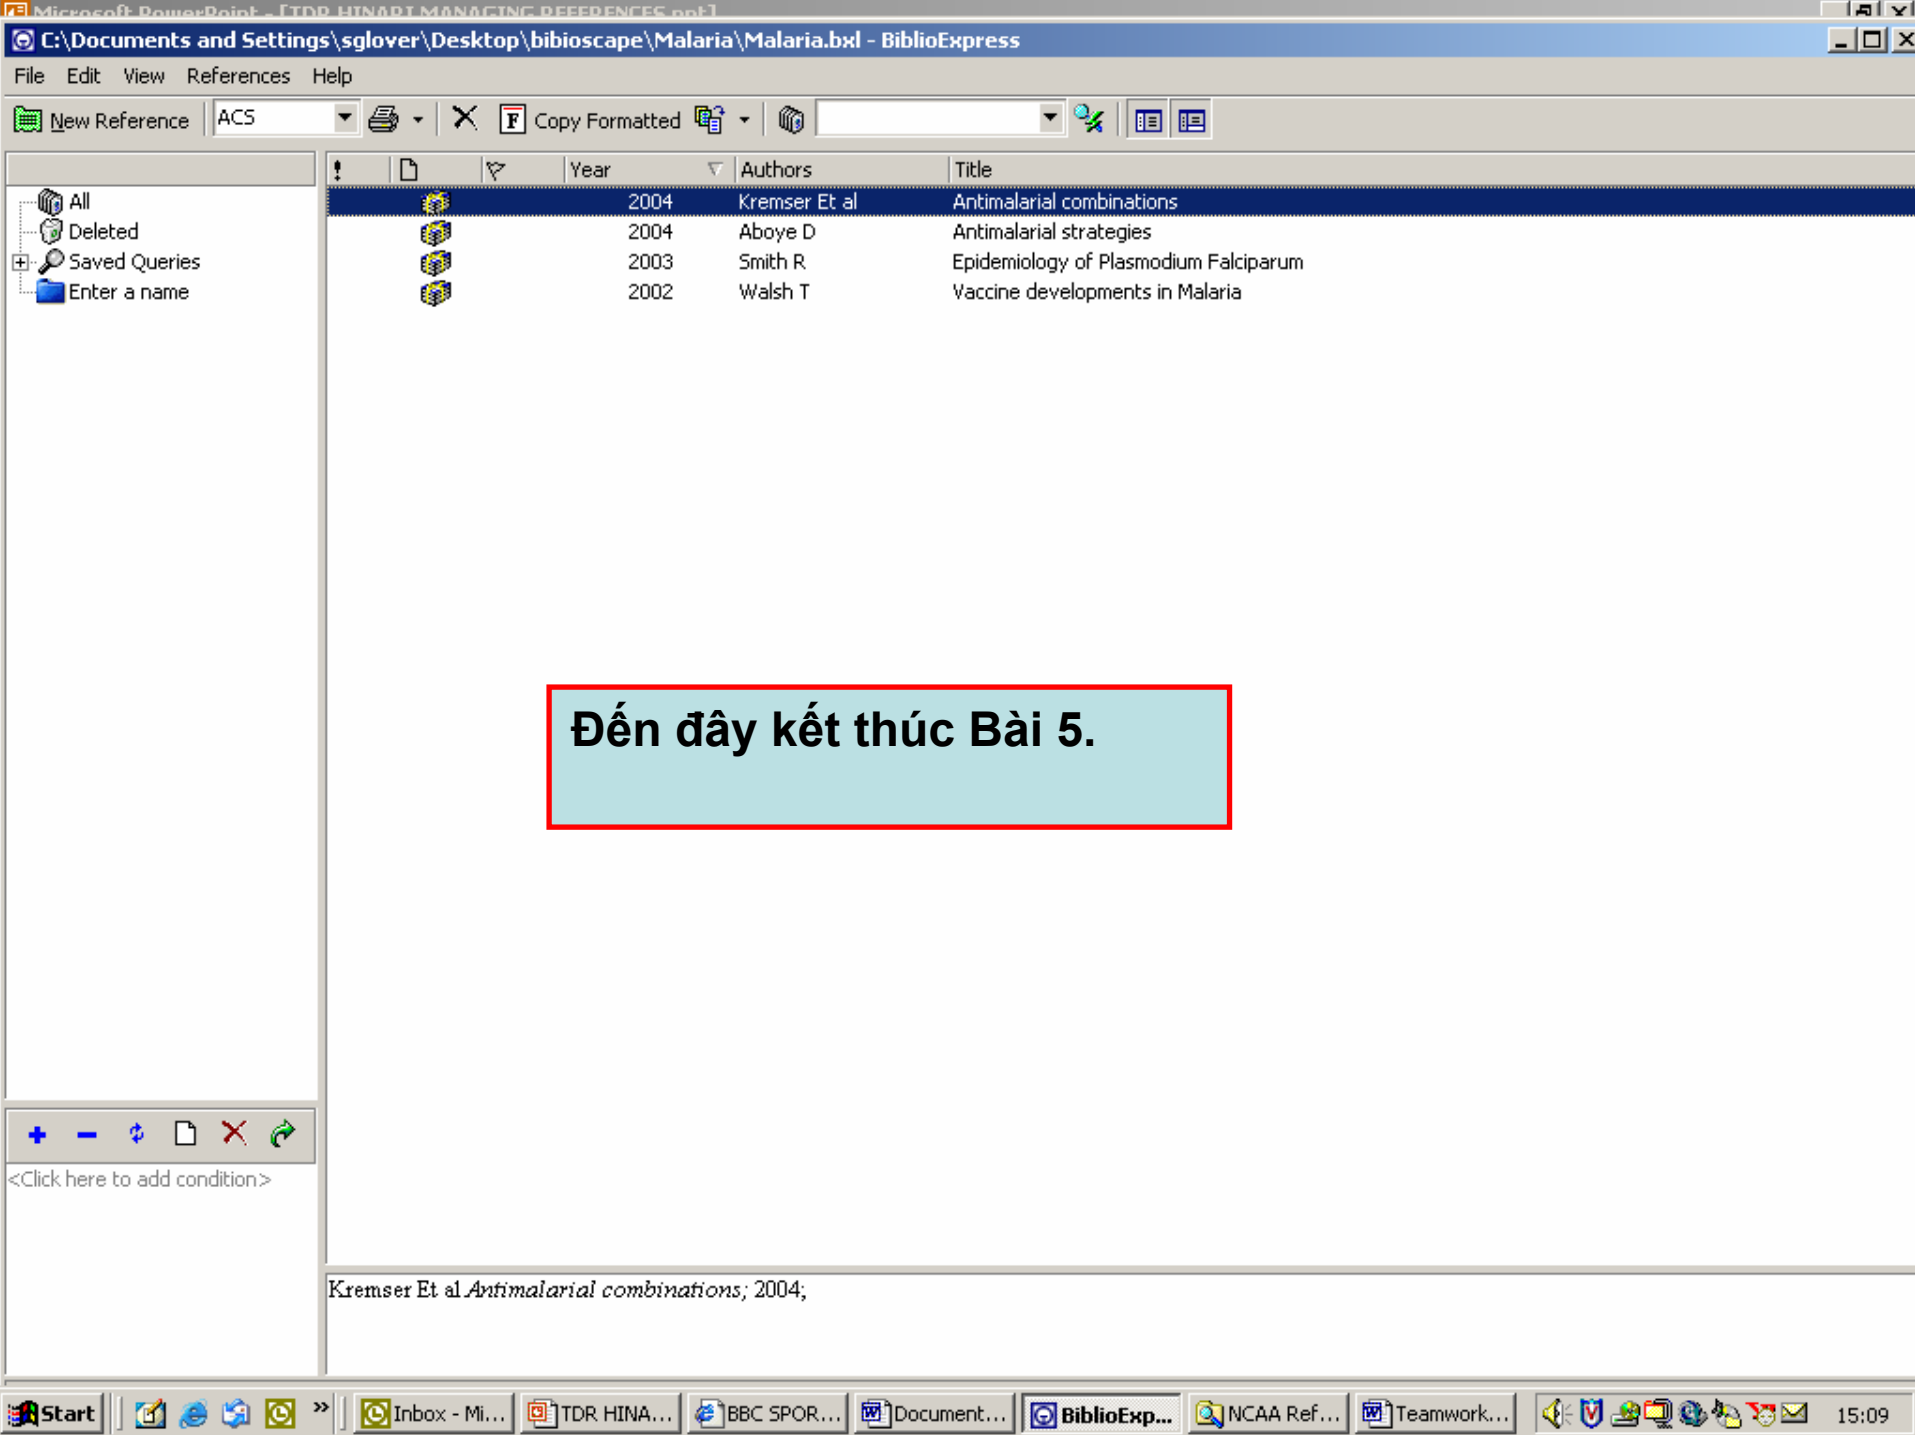 Microsoft PowerPoint - [TDR HINARI MANAGING REFERENCES.ppt]
C:\Documents and Settings\sglover\Desktop\bibioscape\Malaria\Malaria.bxl - BiblioExpress
File Edit View References Help
New Reference ACS Copy Formatted
! Year Authors Title
All
Deleted
Saved Queries
Enter a name
2004 Kremser Et al Antimalarial combinations
2004 Aboye D Antimalarial strategies
2003 Smith R Epidemiology of Plasmodium Falciparum
2002 Walsh T Vaccine developments in Malaria
Đến đây kết thúc Bài 5.
<Click here to add condition>
Kremser Et al Antimalarial combinations; 2004;
Start » Inbox - Mi... TDR HINA... BBC SPOR... Document... BiblioExp... NCAA Ref... Teamwork... 15:09